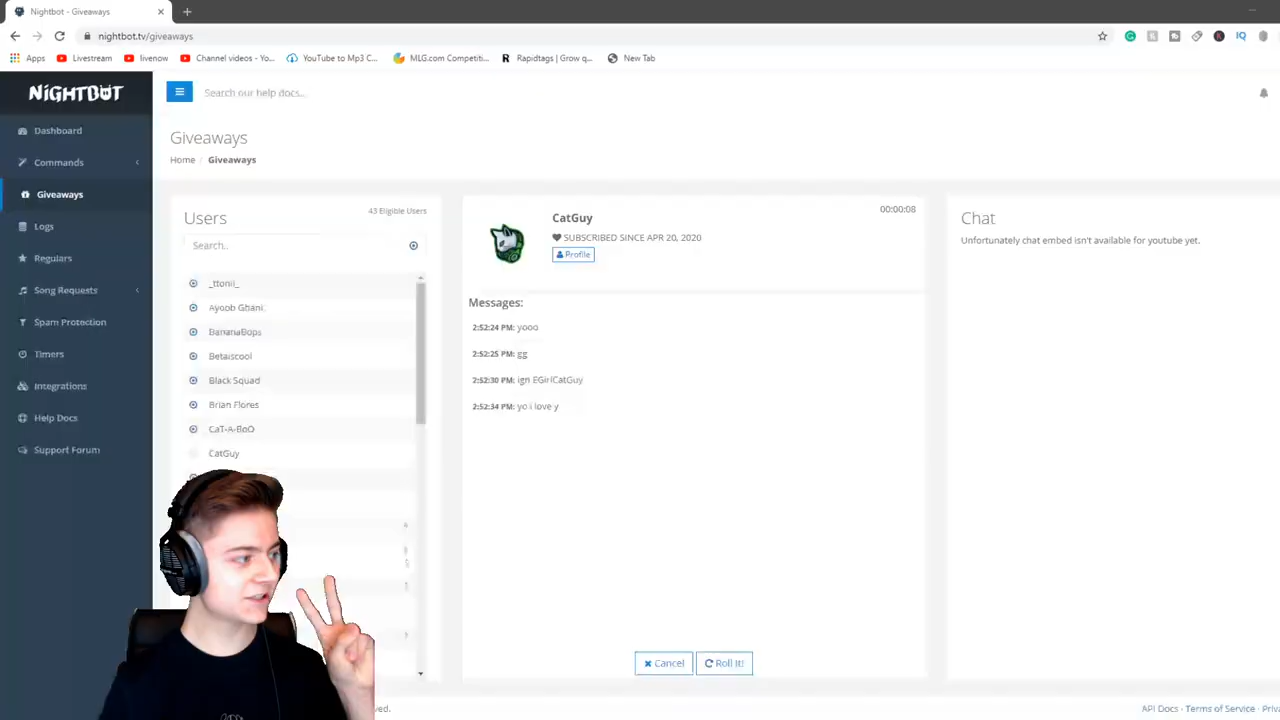 Nightbot - Giveaways
nightbot.tv/giveaways
Apps Livestream livenow Channel videos - Yo... YouTube to Mp3 C... MLG.com Competiti... Rapidtags | Grow q... New Tab
NIGHTBOT
Search our help docs...
Dashboard
Commands
Giveaways
Logs
Regulars
Song Requests
Spam Protection
Timers
Integrations
Help Docs
Support Forum
Giveaways
Home / Giveaways
Users
43 Eligible Users
Search..
_ttonii_
Ayoob Ghani
BananaBops
Betaiscool
Black Squad
Brian Flores
CaT-A-BoO
CatGuy
CatGuy
00:00:08
SUBSCRIBED SINCE APR 20, 2020
Profile
Messages:
2:52:24 PM: yooo
2:52:25 PM: gg
2:52:30 PM: ign EGirlCatGuy
2:52:34 PM: yo i love y
Cancel Roll It!
Chat
Unfortunately chat embed isn't available for youtube yet.
ved.
API Docs - Terms of Service - Priva